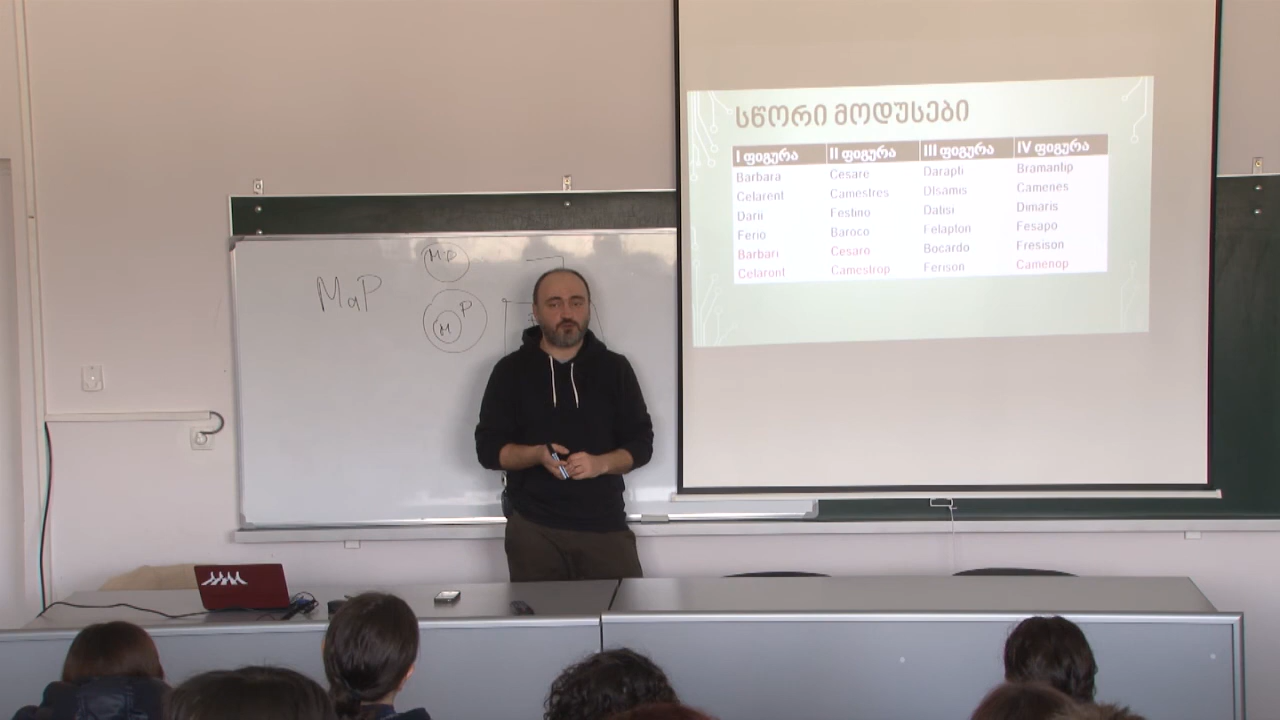 სწორი მოდუსები
I ფიგურა II ფიგურა III ფიგურა IV ფიგურა
Barbara Cesare Darapti Bramantip
Celarent Camestres Disamis Camenes
Darii Festino Datisi Dimaris
Ferio Baroco Felapton Fesapo
Barbari Cesaro Bocardo Fresison
Celaront Camestrop Ferison Camenop
MaP
M P
P
M